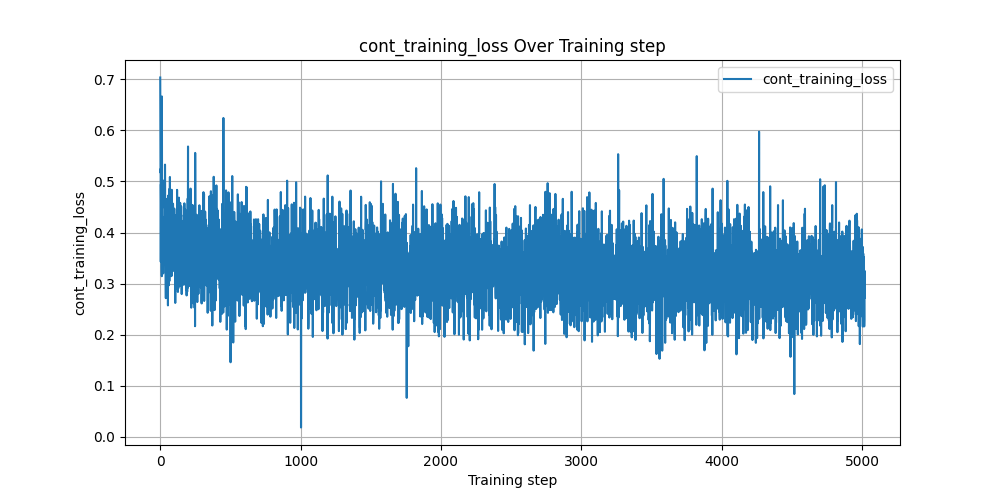 cont_training_loss Over Training step
cont_training_loss
0.7
0.6
0.5
0.4
0.3
0.2
0.1
0.0
cont_training_loss
0 1000 2000 3000 4000 5000
Training step